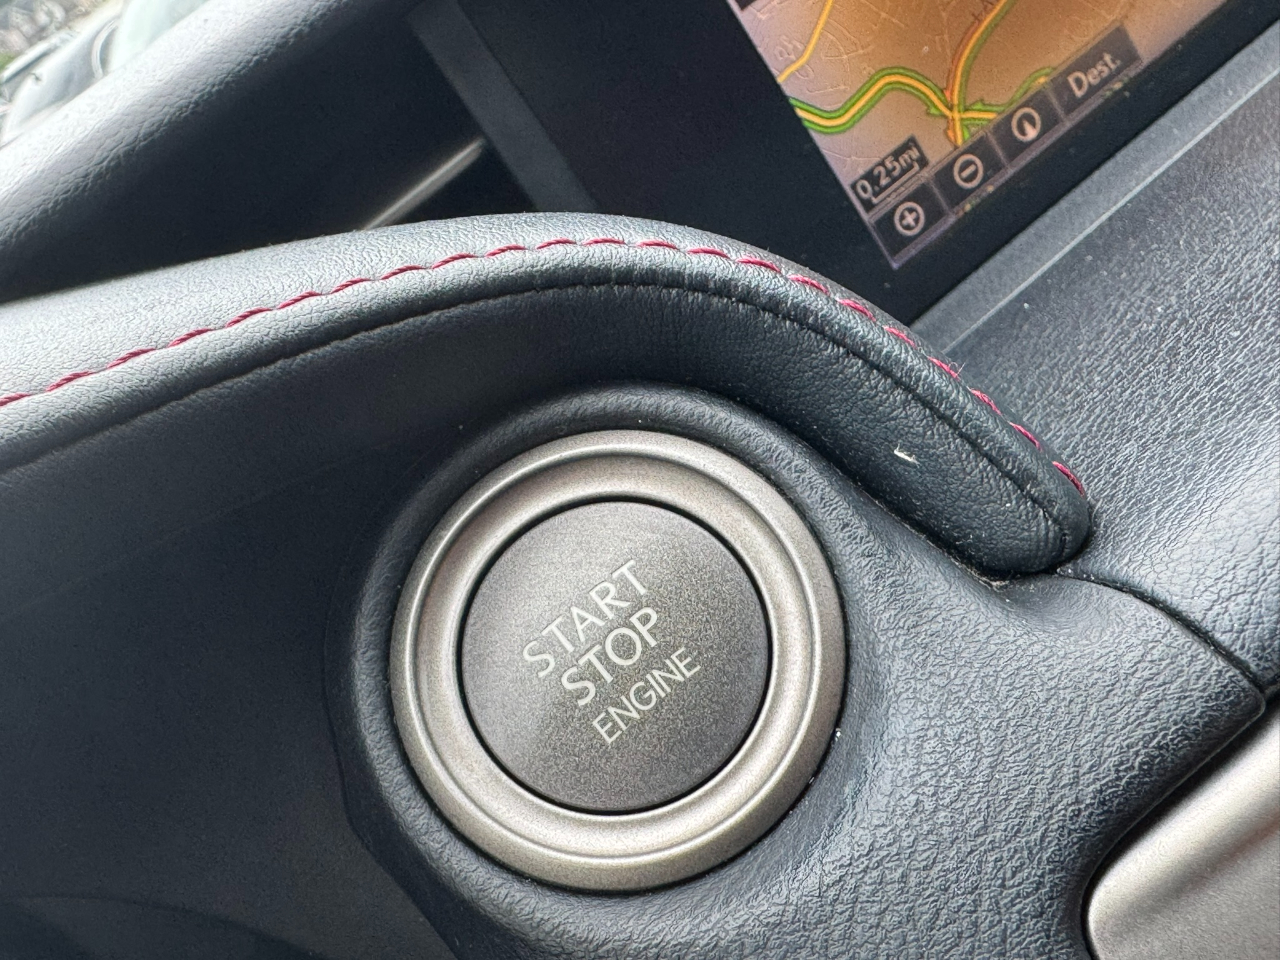 Dest.
0.25mi
START
STOP
ENGINE